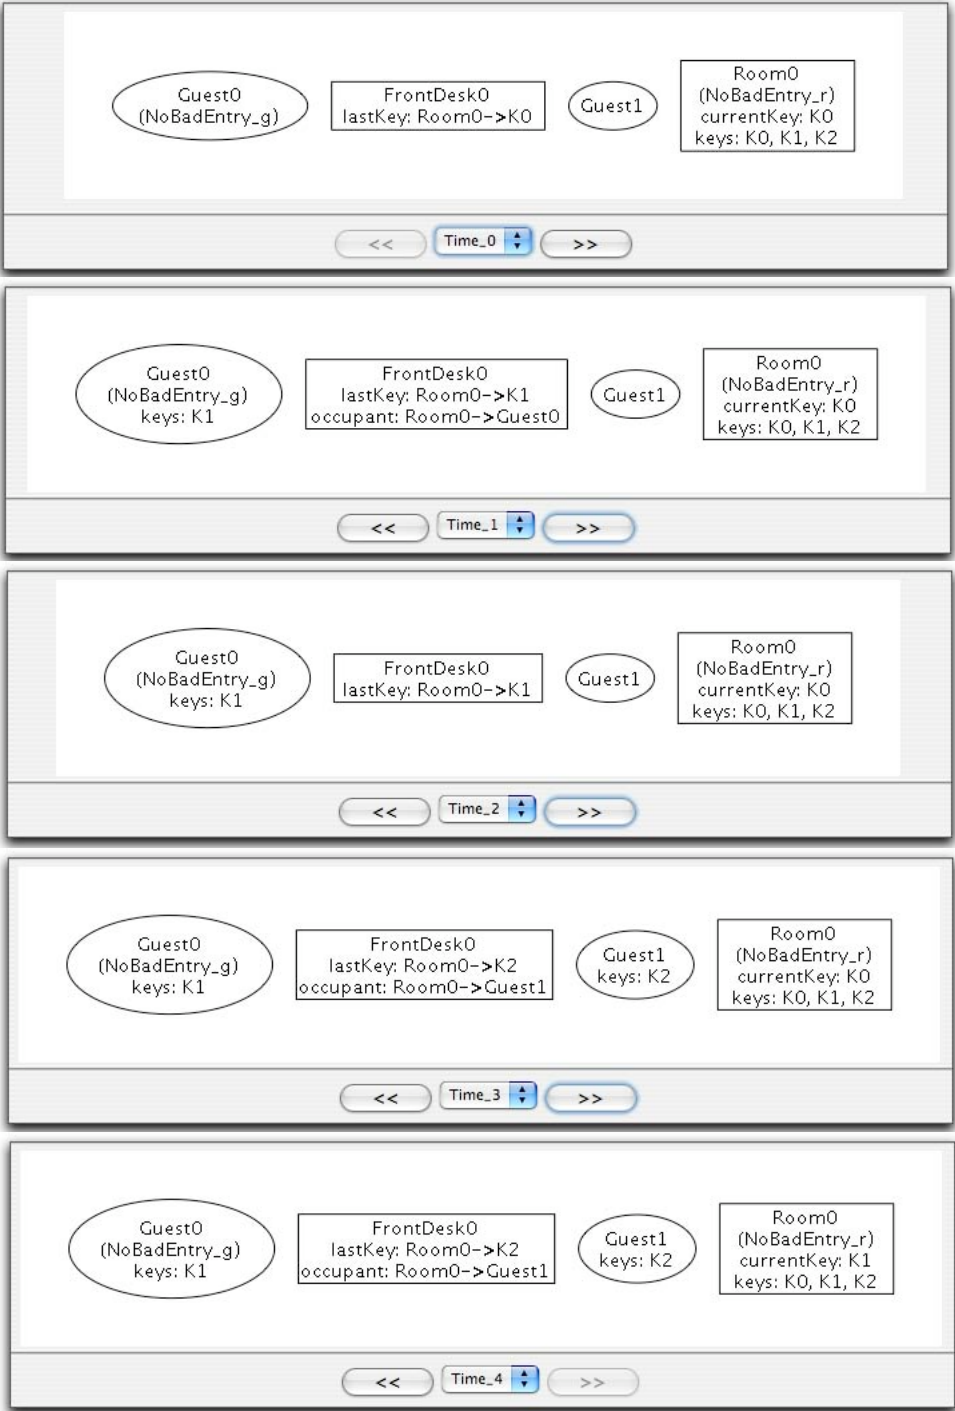 Guest0
(NoBadEntry_g)
FrontDesk0
lastKey: Room0->K0
Guest1
Room0
(NoBadEntry_r)
currentKey: K0
keys: K0, K1, K2
<<
Time_0
>>
Guest0
(NoBadEntry_g)
keys: K1
FrontDesk0
lastKey: Room0->K1
occupant: Room0->Guest0
Guest1
Room0
(NoBadEntry_r)
currentKey: K0
keys: K0, K1, K2
<<
Time_1
>>
Guest0
(NoBadEntry_g)
keys: K1
FrontDesk0
lastKey: Room0->K1
Guest1
Room0
(NoBadEntry_r)
currentKey: K0
keys: K0, K1, K2
<<
Time_2
>>
Guest0
(NoBadEntry_g)
keys: K1
FrontDesk0
lastKey: Room0->K2
occupant: Room0->Guest1
Guest1
keys: K2
Room0
(NoBadEntry_r)
currentKey: K0
keys: K0, K1, K2
<<
Time_3
>>
Guest0
(NoBadEntry_g)
keys: K1
FrontDesk0
lastKey: Room0->K2
occupant: Room0->Guest1
Guest1
keys: K2
Room0
(NoBadEntry_r)
currentKey: K1
keys: K0, K1, K2
<<
Time_4
>>